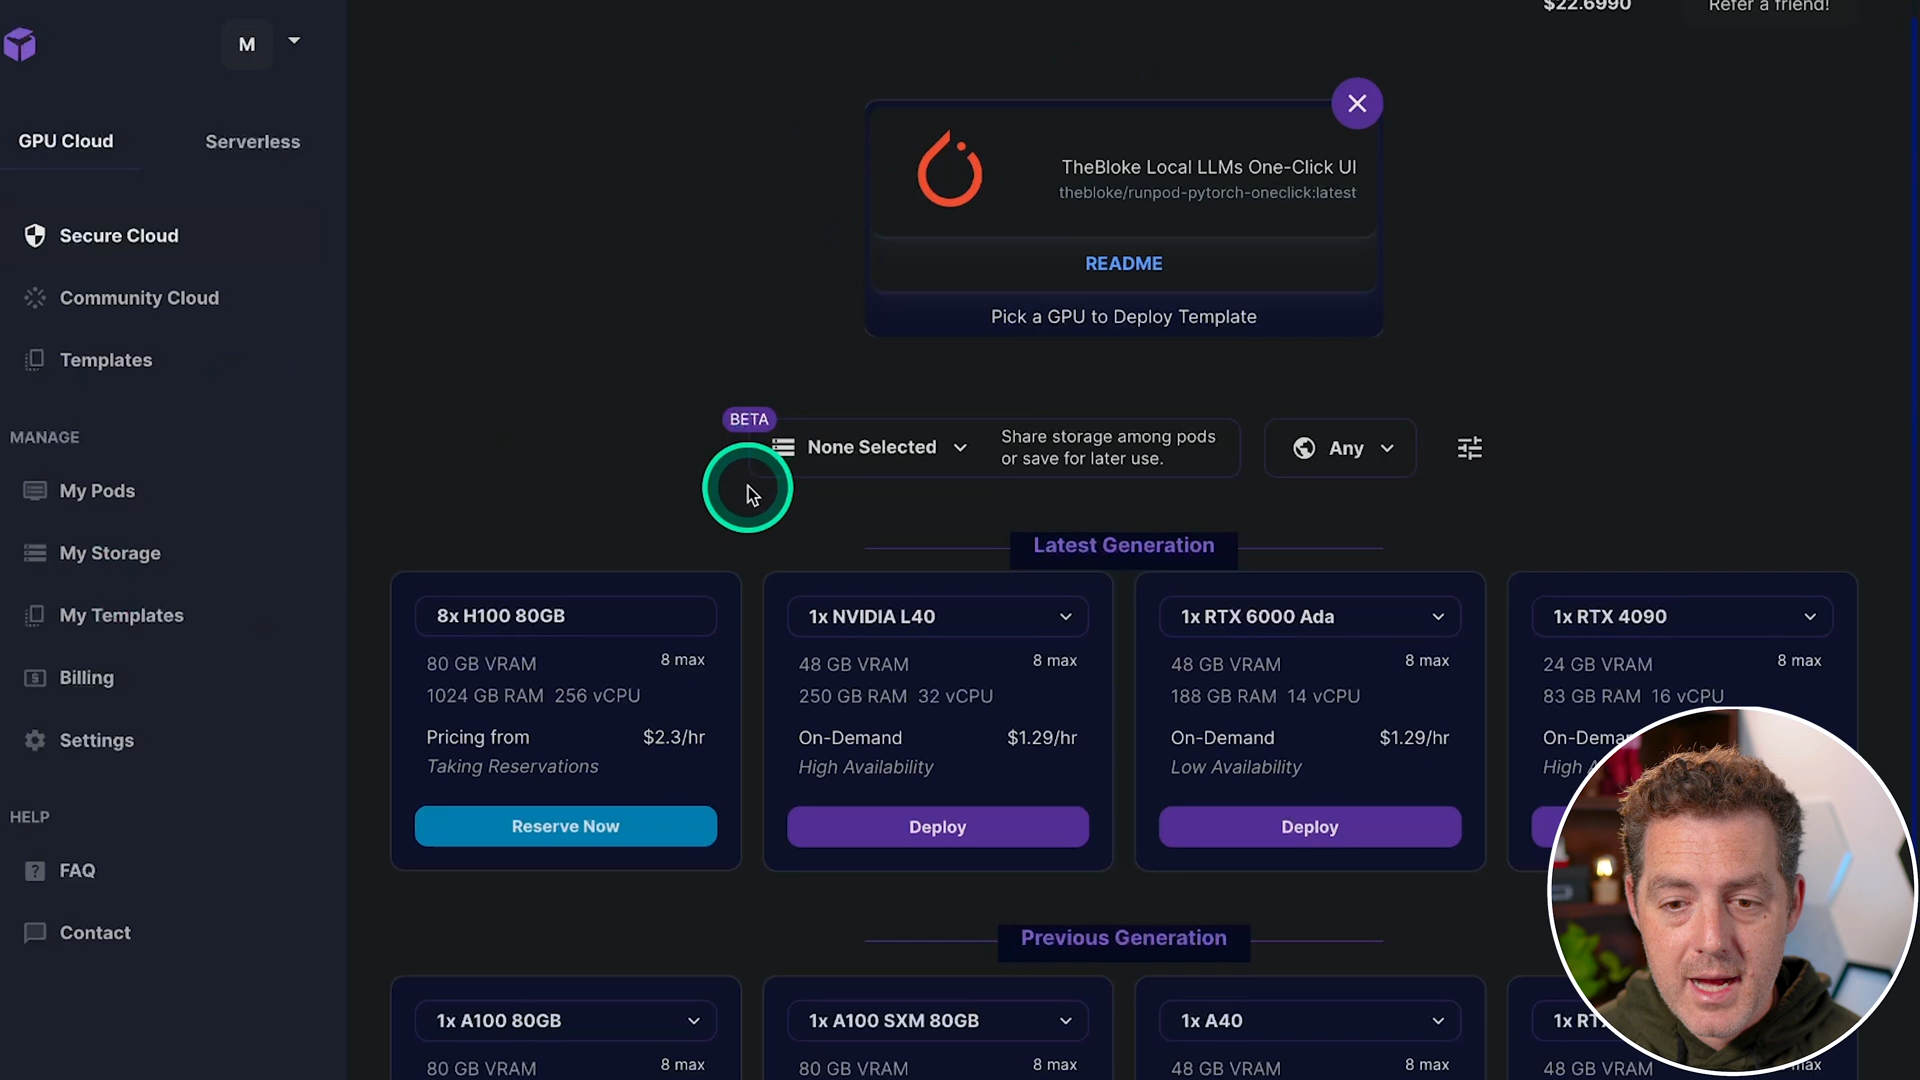 $22.6990
Refer a friend!
M
GPU Cloud
Serverless
Secure Cloud
Community Cloud
Templates
MANAGE
My Pods
My Storage
My Templates
Billing
Settings
HELP
FAQ
Contact
TheBloke Local LLMs One-Click UI
thebloke/runpod-pytorch-oneclick:latest
README
Pick a GPU to Deploy Template
BETA
None Selected
Share storage among pods
or save for later use.
Any
Latest Generation
8x H100 80GB
80 GB VRAM
8 max
1024 GB RAM 256 vCPU
Pricing from
$2.3/hr
Taking Reservations
Reserve Now
1x NVIDIA L40
48 GB VRAM
8 max
250 GB RAM 32 vCPU
On-Demand
$1.29/hr
High Availability
Deploy
1x RTX 6000 Ada
48 GB VRAM
8 max
188 GB RAM 14 vCPU
On-Demand
$1.29/hr
Low Availability
Deploy
1x RTX 4090
24 GB VRAM
8 max
83 GB RAM 16 vCPU
High
Previous Generation
1x A100 80GB
80 GB VRAM
8 max
1x A100 SXM 80GB
80 GB VRAM
8 max
1x A40
48 GB VRAM
8 max
1x
48 GB VRAM
max